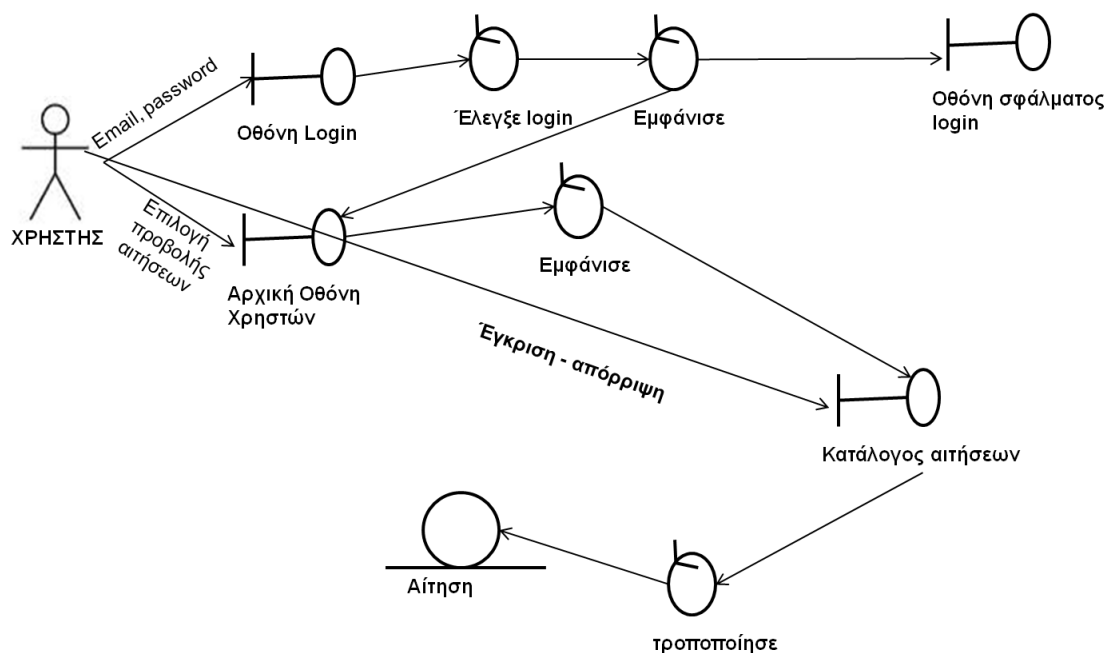 Email, password
Οθόνη Login
Έλεγξε login
Εμφάνισε
Οθόνη σφάλματος
login
ΧΡΗΣΤΗΣ
Επιλογή
προβολής
αιτήσεων
Αρχική Οθόνη
Χρηστών
Εμφάνισε
Έγκριση - απόρριψη
Κατάλογος αιτήσεων
Αίτηση
τροποποίησε